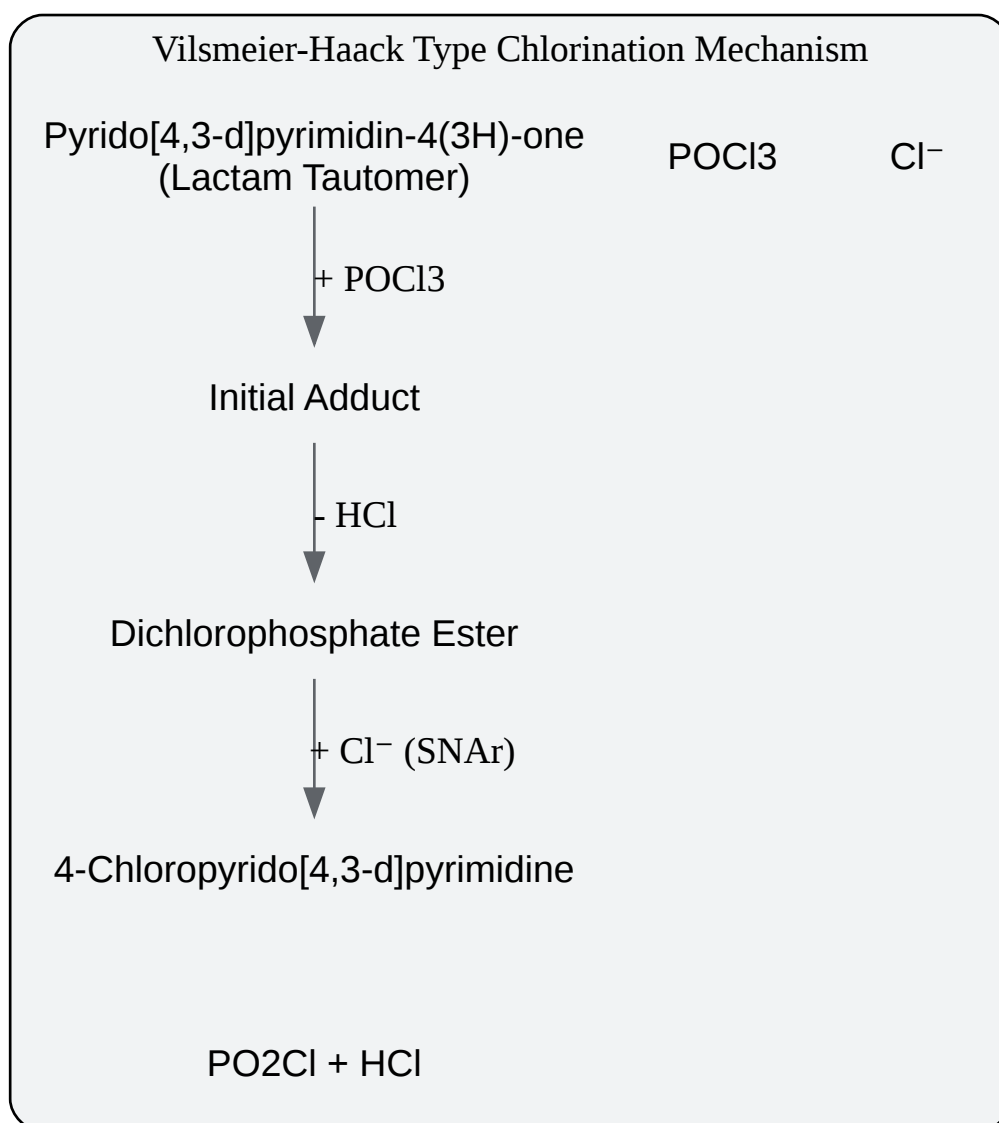 Vilsmeier-Haack Type Chlorination Mechanism
Pyrido[4,3-d]pyrimidin-4(3H)-one
(Lactam Tautomer)
POCl3
Cl⁻
+ POCl3
Initial Adduct
- HCl
Dichlorophosphate Ester
+ Cl⁻ (SNAr)
4-Chloropyrido[4,3-d]pyrimidine
PO2Cl + HCl